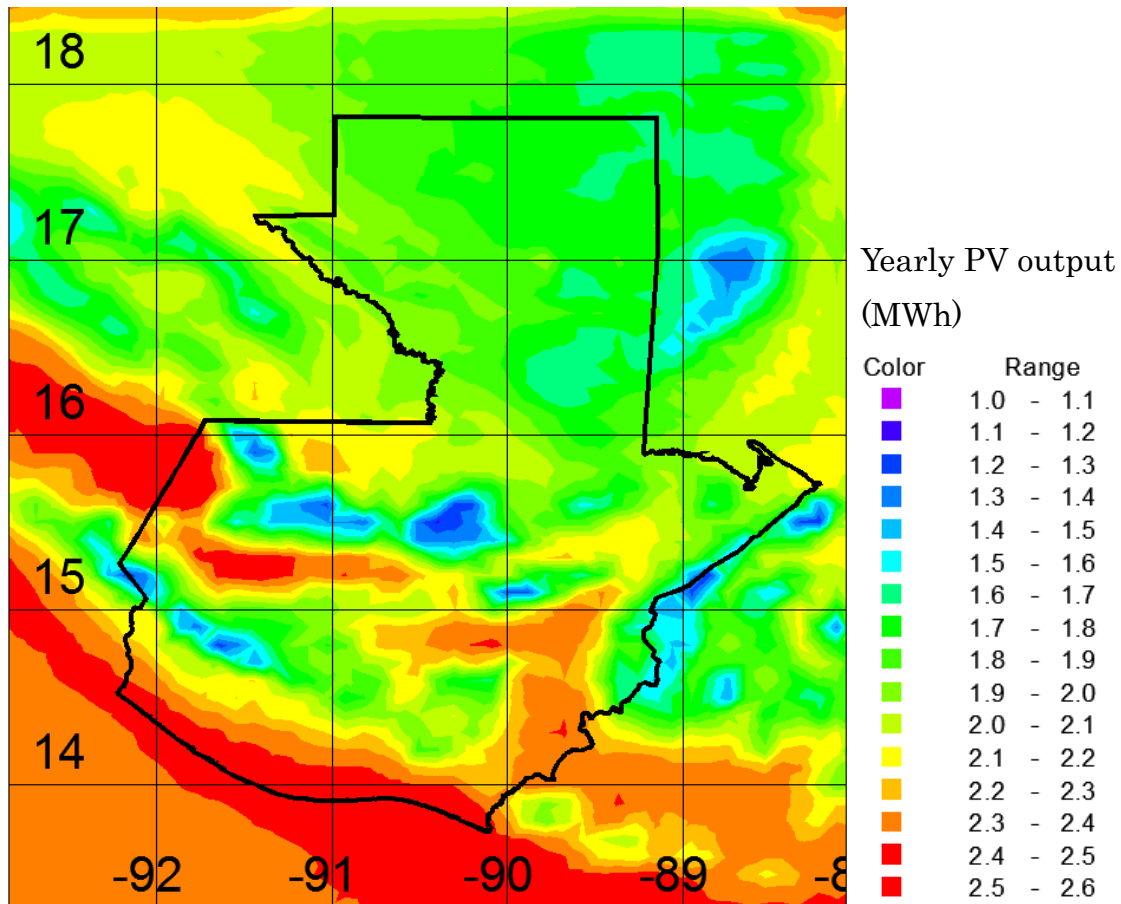 18
17
16
15
14
-92
-91
-90
-89
-8
Yearly PV output
(MWh)
Color Range
1.0 - 1.1
1.1 - 1.2
1.2 - 1.3
1.3 - 1.4
1.4 - 1.5
1.5 - 1.6
1.6 - 1.7
1.7 - 1.8
1.8 - 1.9
1.9 - 2.0
2.0 - 2.1
2.1 - 2.2
2.2 - 2.3
2.3 - 2.4
2.4 - 2.5
2.5 - 2.6